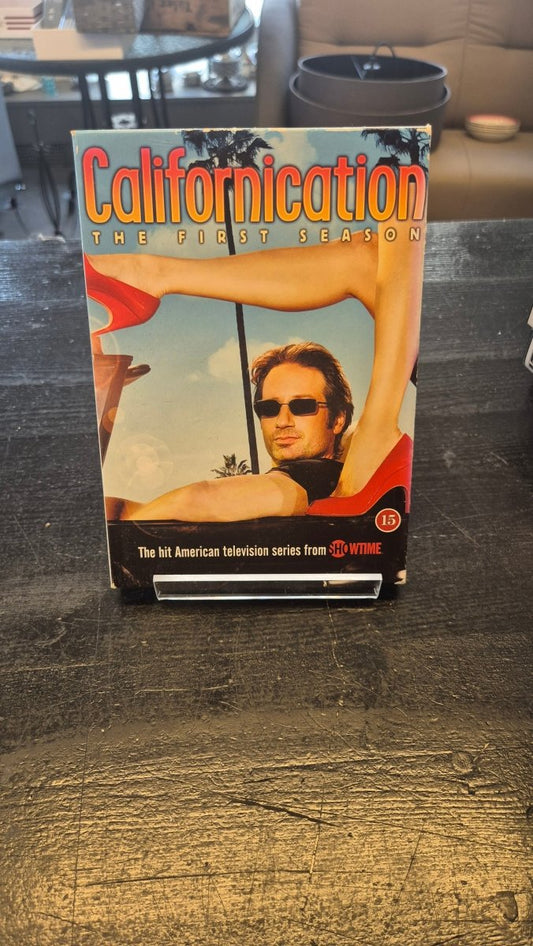 Californication
THE FIRST SEASON
15
The hit American television series from SHOWTIME